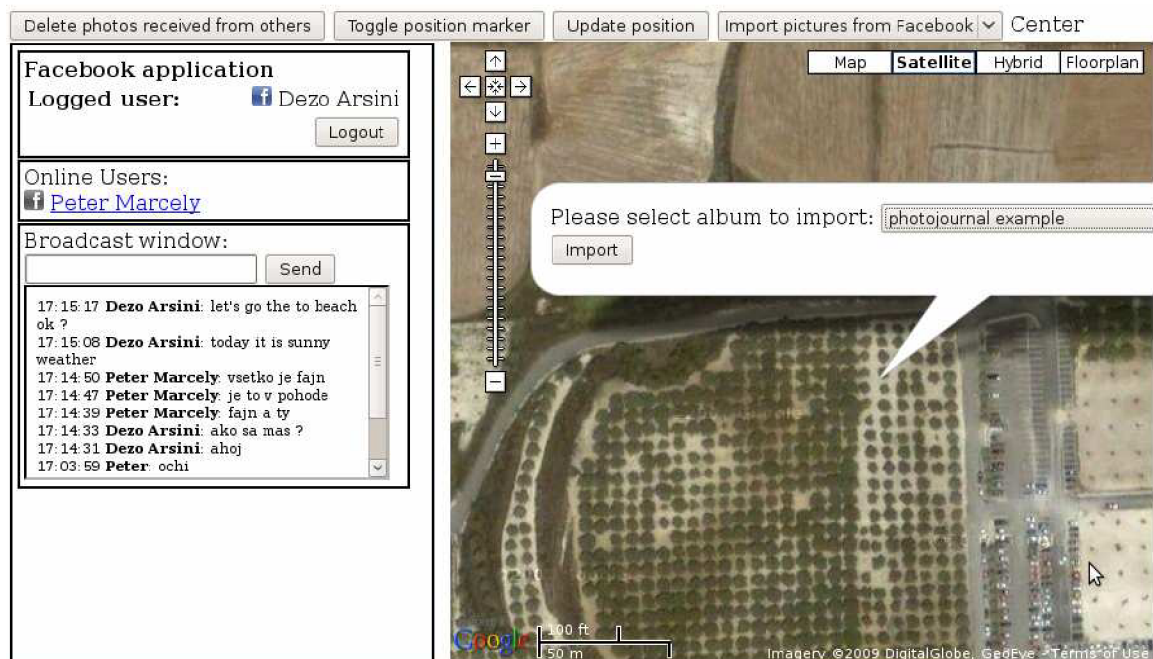 Delete photos received from others Toggle position marker Update position Import pictures from Facebook Center
Facebook application
Logged user: Dezo Arsini
Logout
Online Users:
Peter Marcely
Broadcast window:
Send
17:15:17 Dezo Arsini: let's go the to beach
ok ?
17:15:08 Dezo Arsini: today it is sunny
weather
17:14:50 Peter Marcely: vsetko je fajn
17:14:47 Peter Marcely: je to v pohode
17:14:39 Peter Marcely: fajn a ty
17:14:33 Dezo Arsini: ako sa mas ?
17:14:31 Dezo Arsini: ahoj
17:03:59 Peter: ochi
Map Satellite Hybrid Floorplan
Please select album to import: photojournal example
Import
Google
100 ft
50 m
Imagery ©2009 DigitalGlobe, GeoEye - Terms of Use